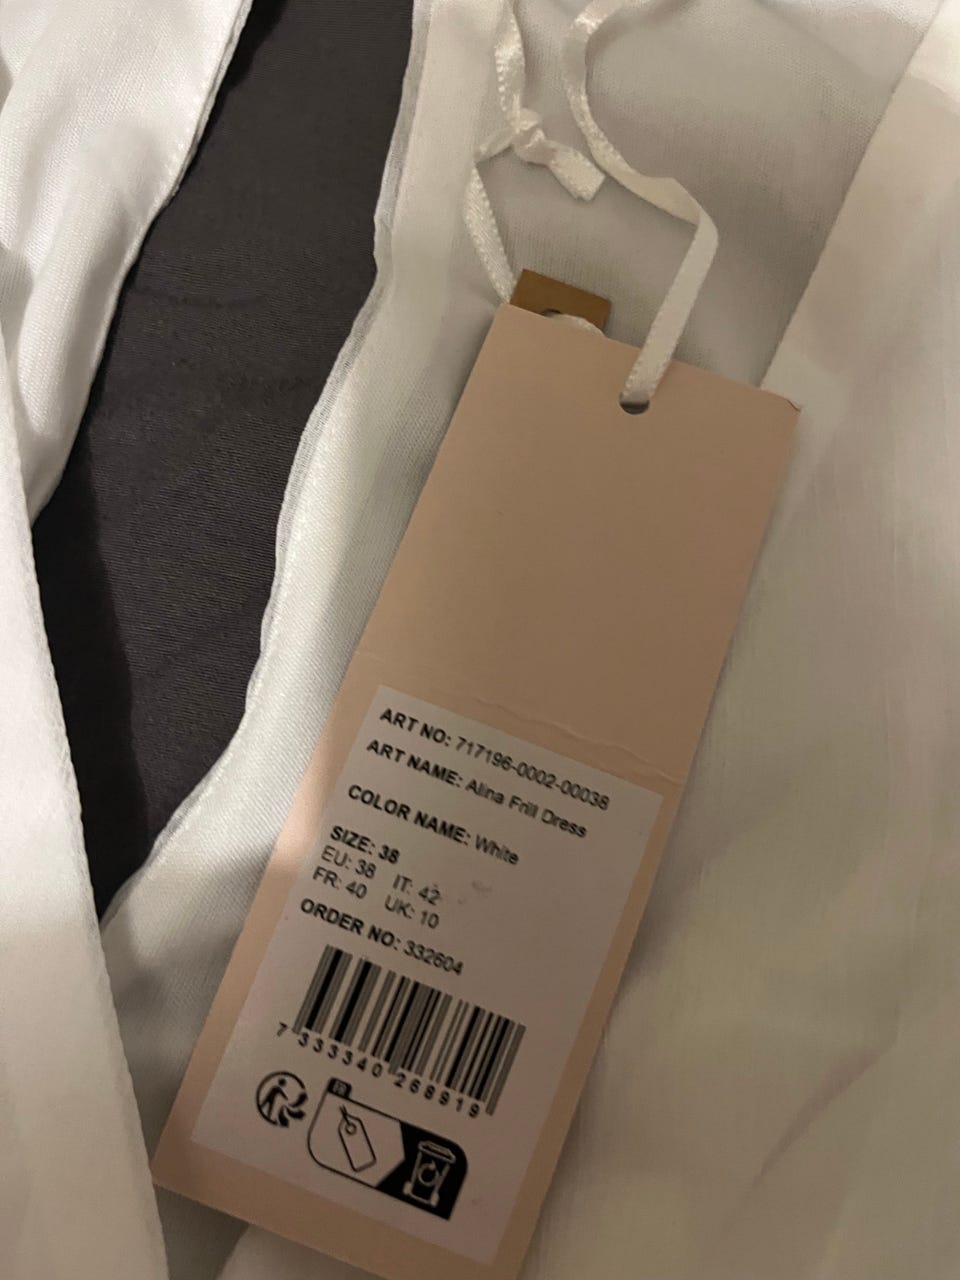 ART NO: 717196-0002-00038
ART NAME: Alina Frill Dress
COLOR NAME: White
SIZE: 38
EU: 38 IT: 42
FR: 40 UK: 10
ORDER NO: 332604
7 333340 268919
FR